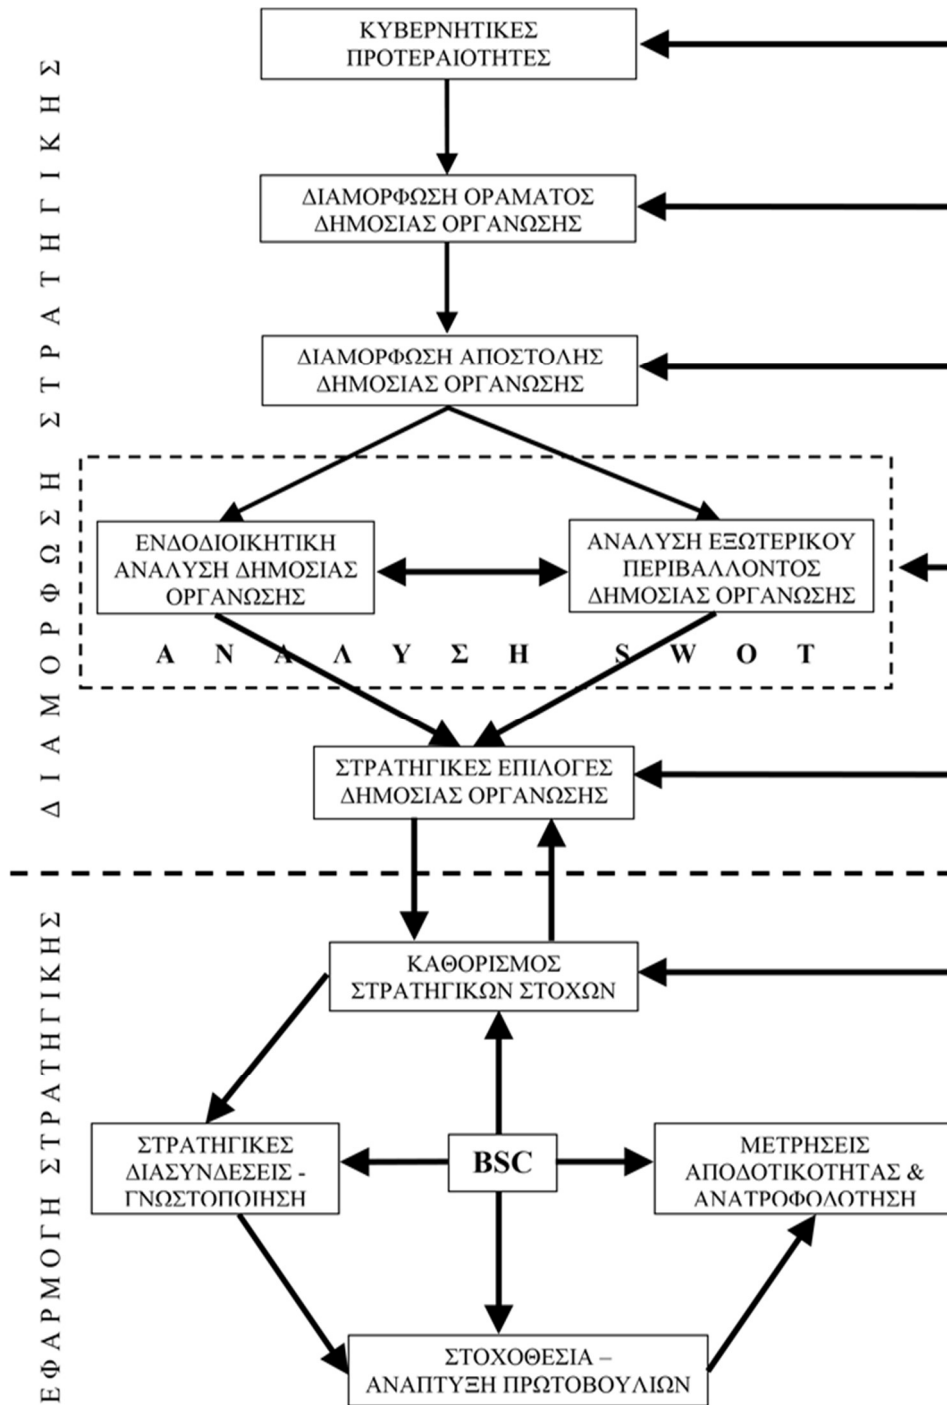 ΔΙΑΜΟΡΦΩΣΗ ΣΤΡΑΤΗΓΙΚΗΣ
ΚΥΒΕΡΝΗΤΙΚΕΣ
ΠΡΟΤΕΡΑΙΟΤΗΤΕΣ
ΔΙΑΜΟΡΦΩΣΗ ΟΡΑΜΑΤΟΣ
ΔΗΜΟΣΙΑΣ ΟΡΓΑΝΩΣΗΣ
ΔΙΑΜΟΡΦΩΣΗ ΑΠΟΣΤΟΛΗΣ
ΔΗΜΟΣΙΑΣ ΟΡΓΑΝΩΣΗΣ
ΕΝΔΟΔΙΟΙΚΗΤΙΚΗ
ΑΝΑΛΥΣΗ ΔΗΜΟΣΙΑΣ
ΟΡΓΑΝΩΣΗΣ
ΑΝΑΛΥΣΗ ΕΞΩΤΕΡΙΚΟΥ
ΠΕΡΙΒΑΛΛΟΝΤΟΣ
ΔΗΜΟΣΙΑΣ ΟΡΓΑΝΩΣΗΣ
ΑΝΑΛΥΣΗ SWOT
ΣΤΡΑΤΗΓΙΚΕΣ ΕΠΙΛΟΓΕΣ
ΔΗΜΟΣΙΑΣ ΟΡΓΑΝΩΣΗΣ
ΕΦΑΡΜΟΓΗ ΣΤΡΑΤΗΓΙΚΗΣ
ΚΑΘΟΡΙΣΜΟΣ
ΣΤΡΑΤΗΓΙΚΩΝ ΣΤΟΧΩΝ
ΣΤΡΑΤΗΓΙΚΕΣ
ΔΙΑΣΥΝΔΕΣΕΙΣ -
ΓΝΩΣΤΟΠΟΙΗΣΗ
BSC
ΜΕΤΡΗΣΕΙΣ
ΑΠΟΔΟΤΙΚΟΤΗΤΑΣ &
ΑΝΑΤΡΟΦΟΔΟΤΗΣΗ
ΣΤΟΧΟΘΕΣΙΑ –
ΑΝΑΠΤΥΞΗ ΠΡΩΤΟΒΟΥΛΙΩΝ